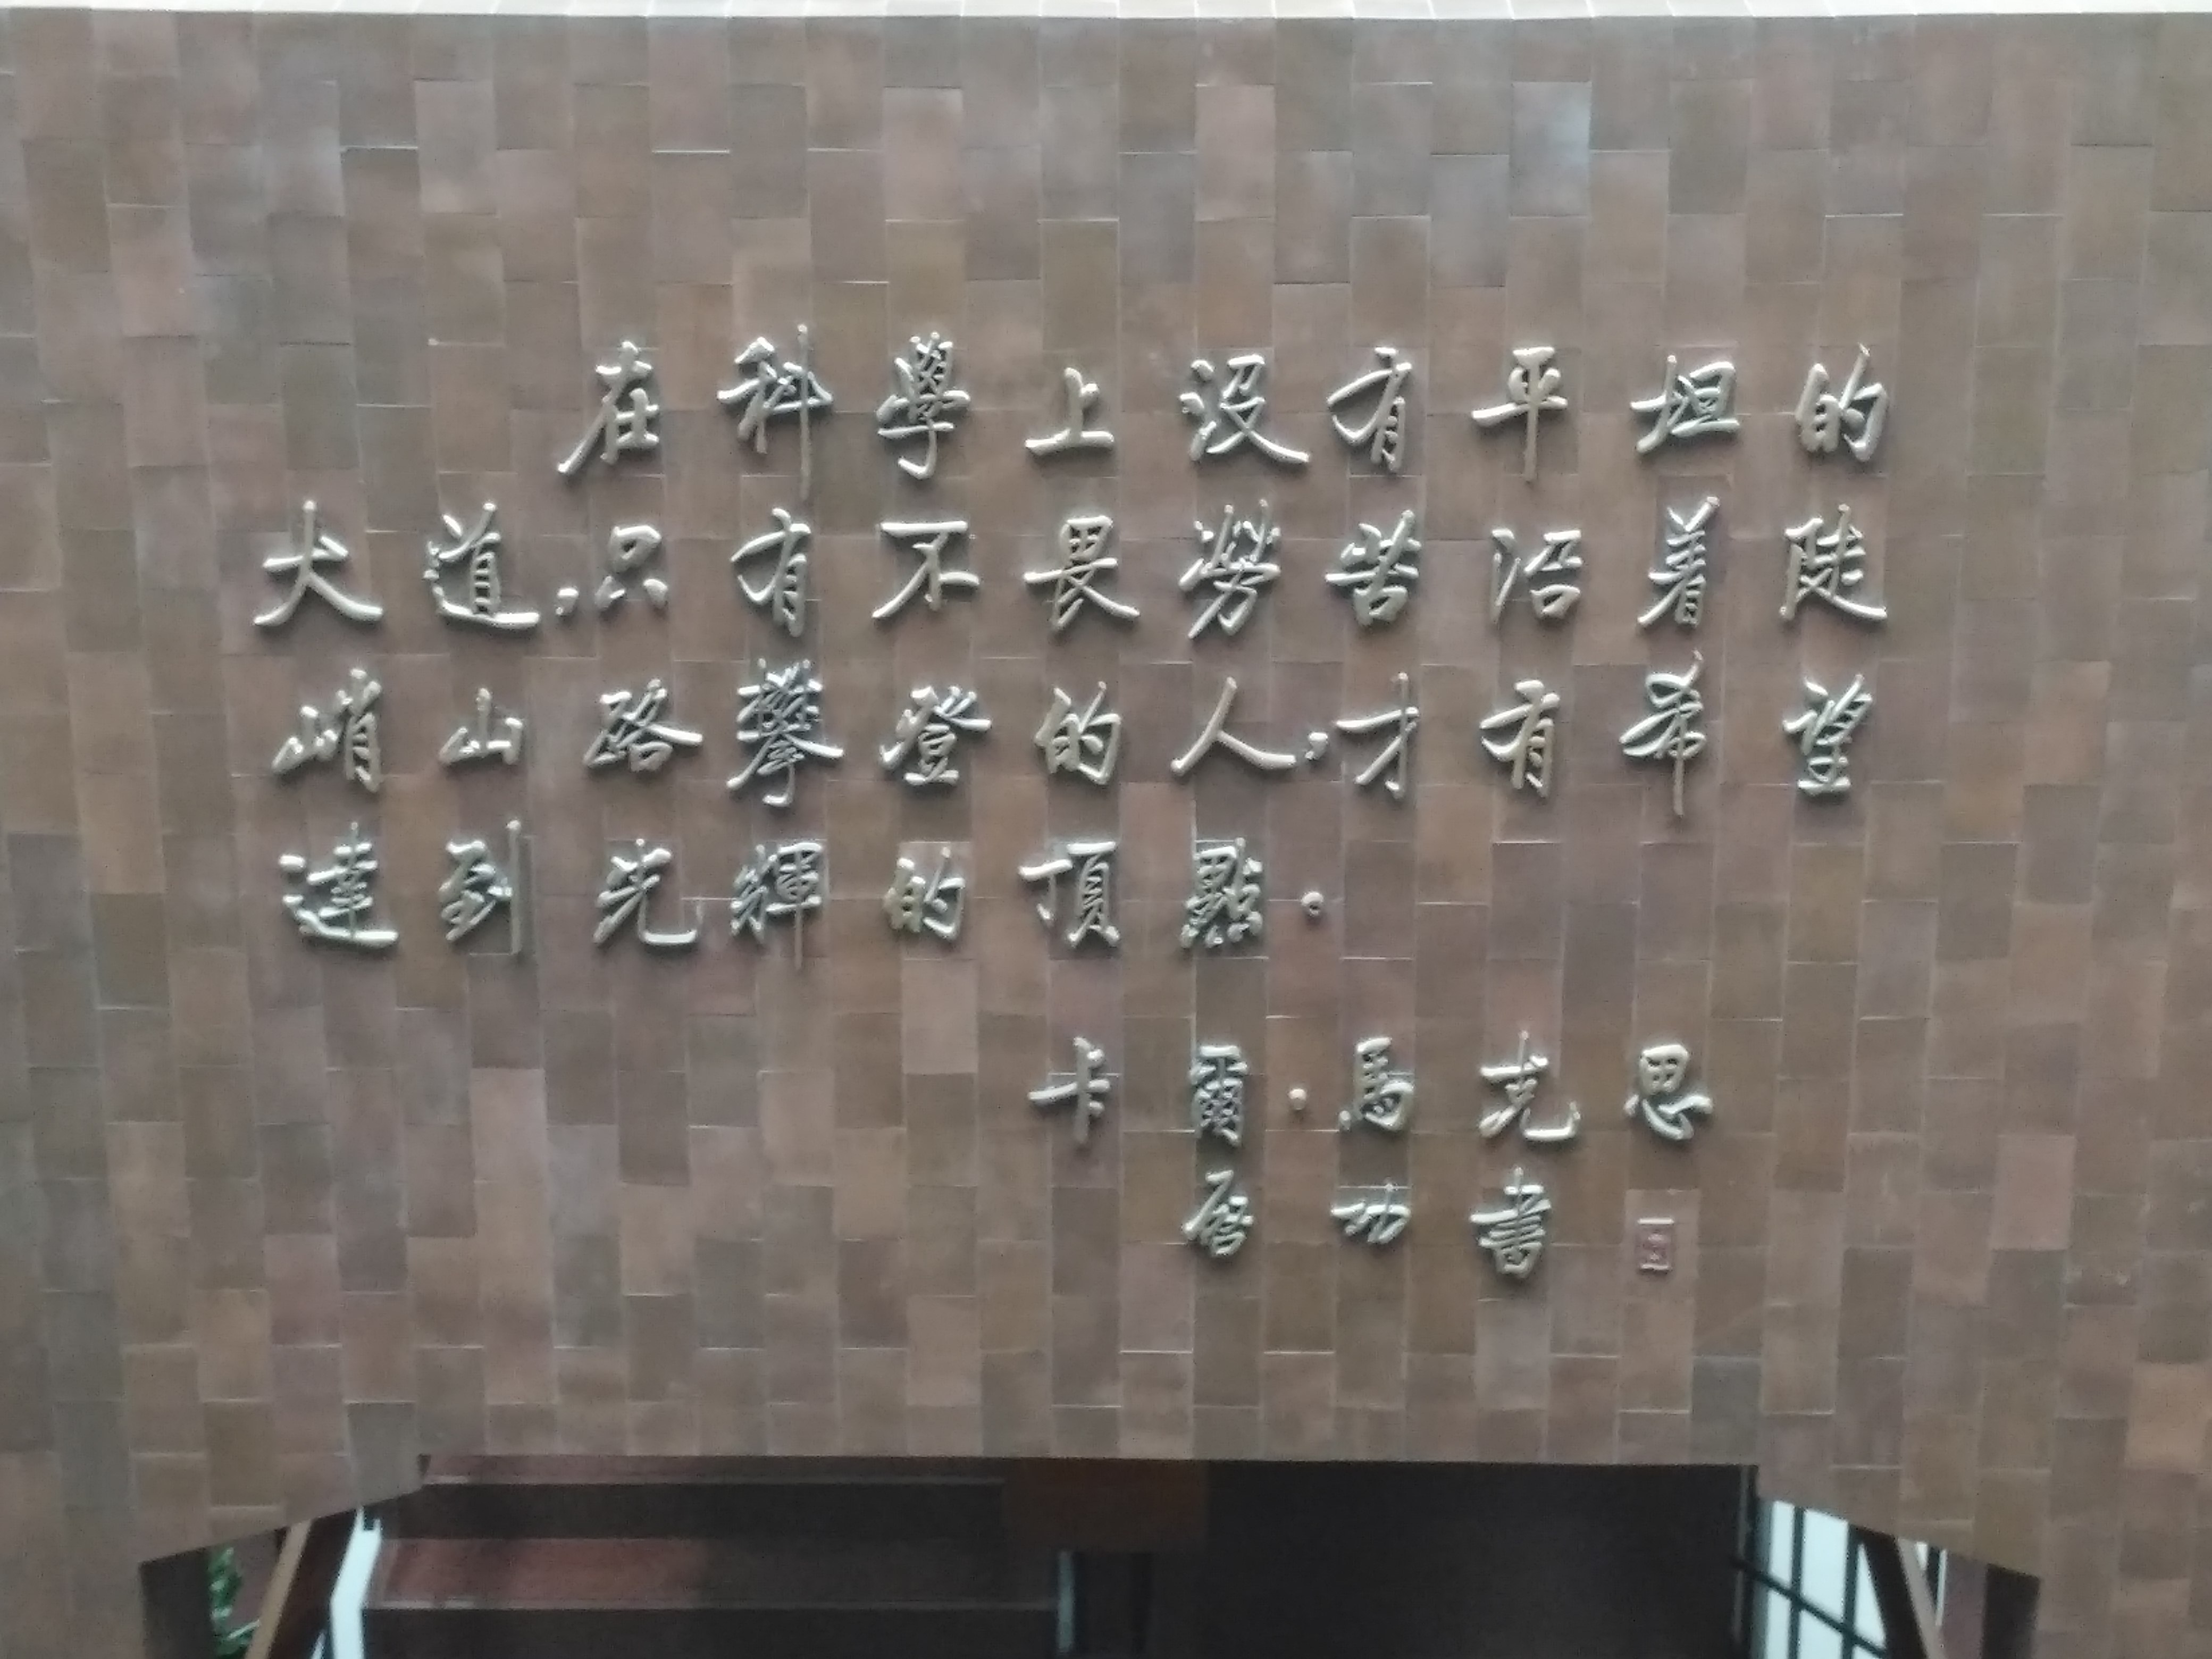 在科學上没有平坦的
大道，只有不畏勞苦沿着陡
峭山路攀登的人，才有希望
達到光輝的頂點。
卡爾·馬克思
启功書